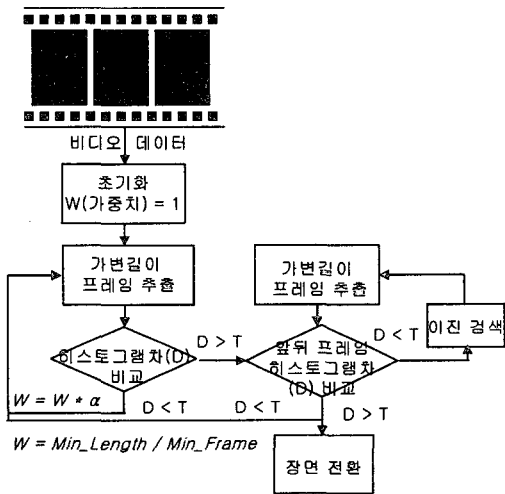 비디오 데이터
초기화
W(가중치) = 1
가변길이
프레임 추출
가변길이
프레임 추출
이진 검색
히스토그램차(D)
비교
D > T
앞뒤 프레임
히스토그램차
(D) 비교
D < T
W = W * α
D < T
D < T
D > T
W = Min_Length / Min_Frame
장면 전환